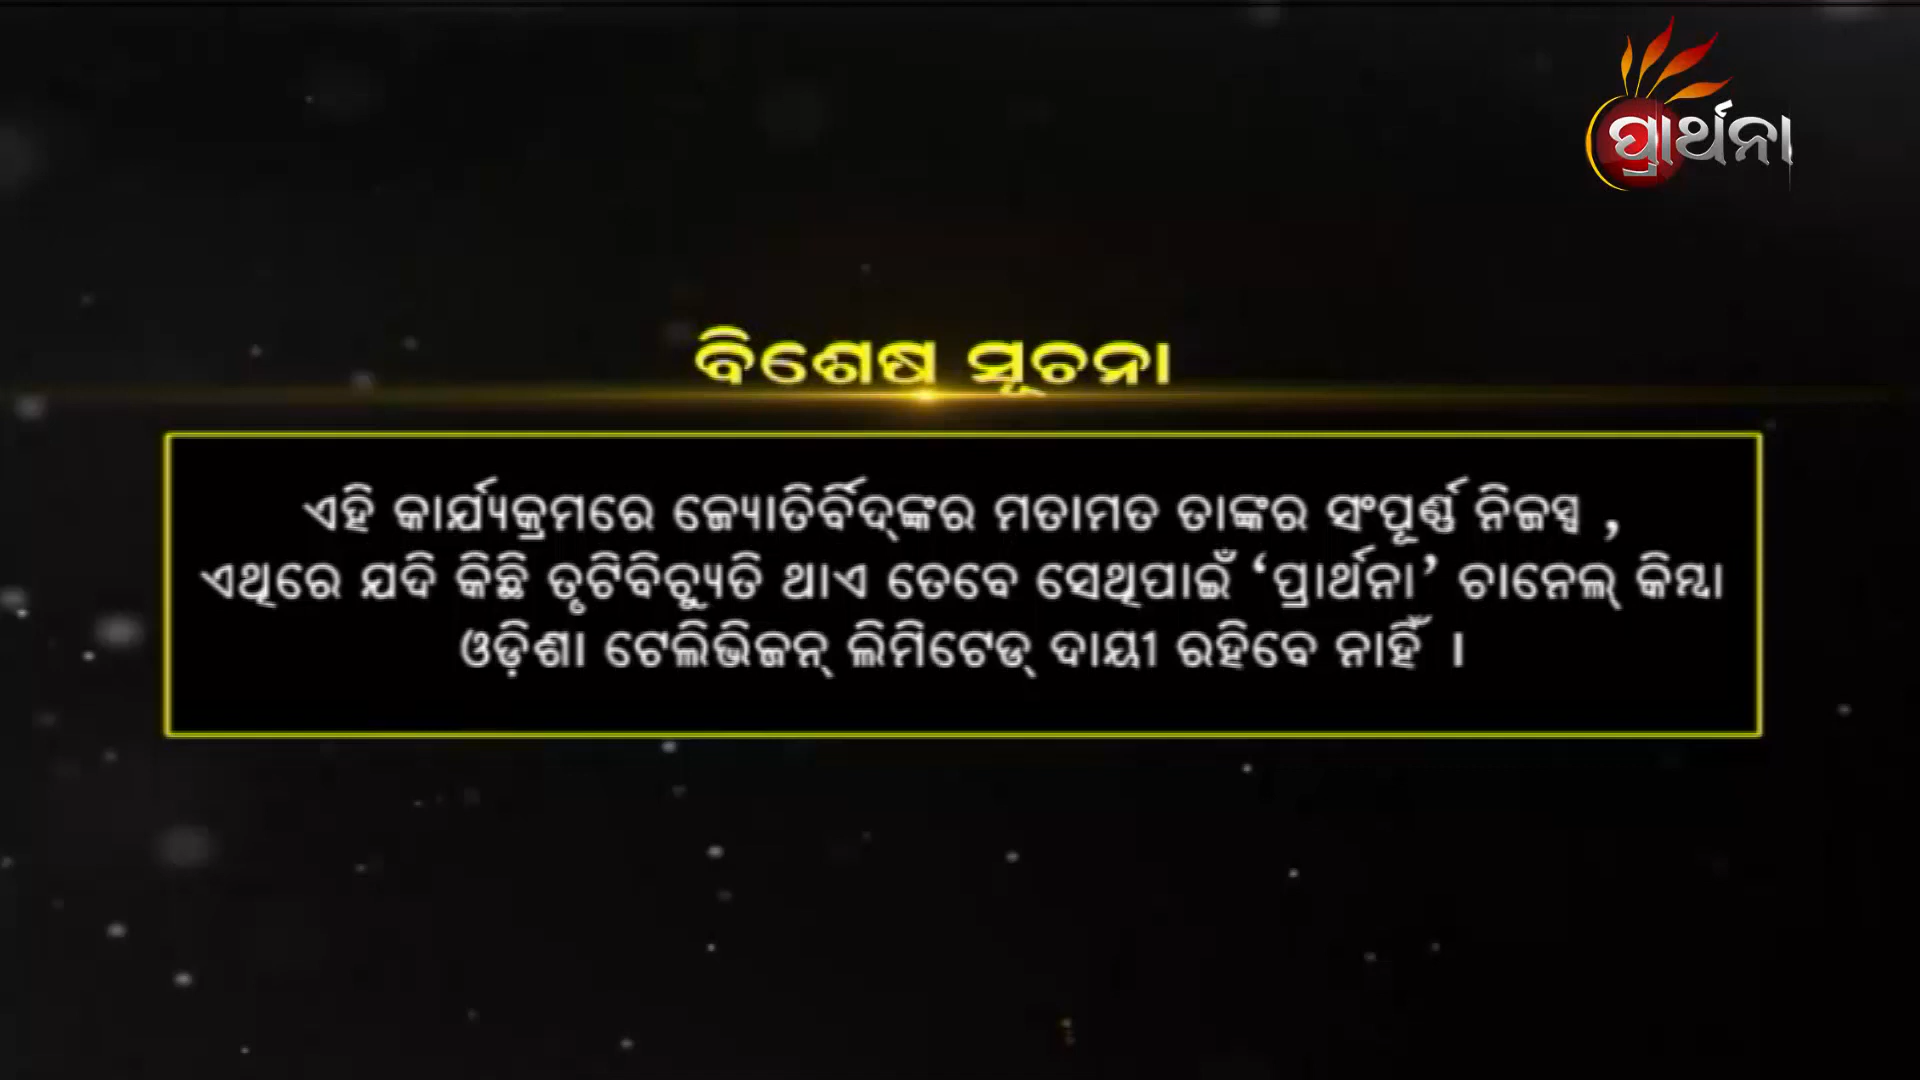 ପ୍ରାର୍ଥନା
ବିଶେଷ ସୂଚନା
ଏହି କାର୍ଯ୍ୟକ୍ରମରେ ଜ୍ୟୋତିର୍ବିଦ୍‌ଙ୍କର ମତାମତ ତାଙ୍କର ସଂପୂର୍ଣ୍ଣ ନିଜସ୍ୱ ,
ଏଥିରେ ଯଦି କିଛି ତୃଟିବିଚ୍ୟୁତି ଥାଏ ତେବେ ସେଥିପାଇଁ ‘ପ୍ରାର୍ଥନା’ ଚାନେଲ୍ କିମ୍ବା
ଓଡ଼ିଶା ଟେଲିଭିଜନ୍ ଲିମିଟେଡ୍ ଦାୟୀ ରହିବେ ନାହିଁ ।